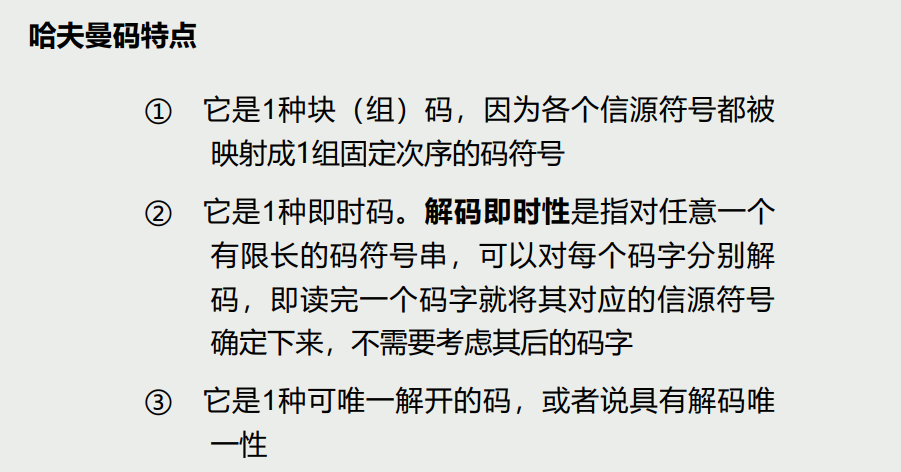 哈夫曼码特点
① 它是1种块（组）码，因为各个信源符号都被
映射成1组固定次序的码符号
② 它是1种即时码。解码即时性是指对任意一个
有限长的码符号串，可以对每个码字分别解
码，即读完一个码字就将其对应的信源符号
确定下来，不需要考虑其后的码字
③ 它是1种可唯一解开的码，或者说具有解码唯
一性